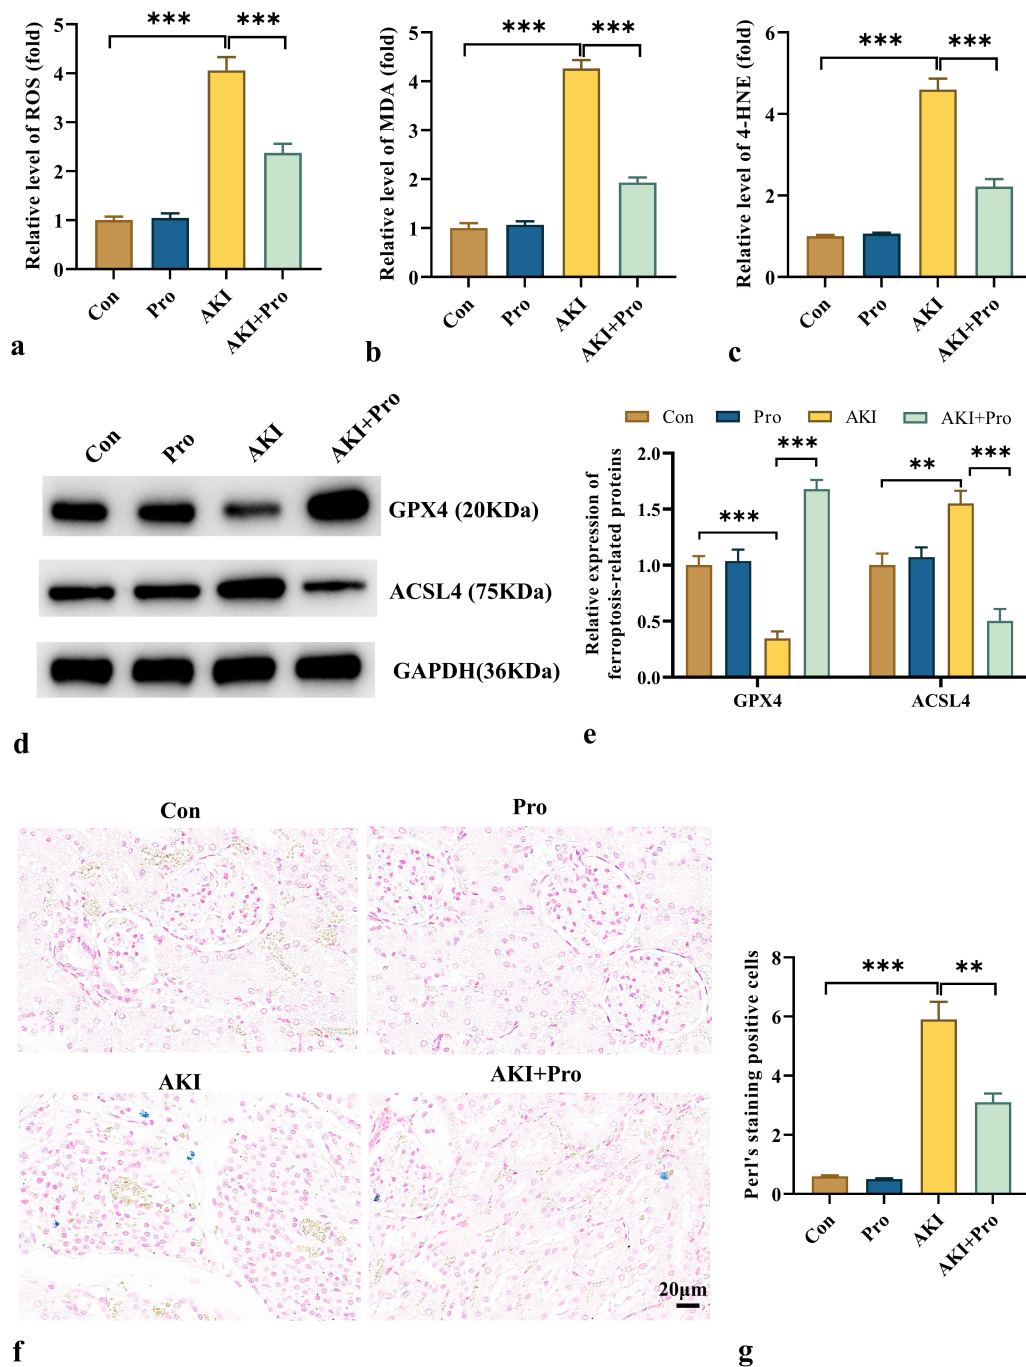 Relative level of ROS (fold)
5
4
3
2
1
0
***
***
Con
Pro
AKI
AKI+Pro
a
Relative level of MDA (fold)
5
4
3
2
1
0
***
***
Con
Pro
AKI
AKI+Pro
b
Relative level of 4-HNE (fold)
6
4
2
0
***
***
Con
Pro
AKI
AKI+Pro
c
Con
Pro
AKI
AKI+Pro
GPX4 (20KDa)
ACSL4 (75KDa)
GAPDH(36KDa)
d
Con
Pro
AKI
AKI+Pro
Relative expression of
ferroptosis-related proteins
2.0
1.5
1.0
0.5
0.0
***
***
**
***
GPX4
ACSL4
e
Con
Pro
AKI
AKI+Pro
20μm
f
Perl's staining positive cells
8
6
4
2
0
***
**
Con
Pro
AKI
AKI+Pro
g